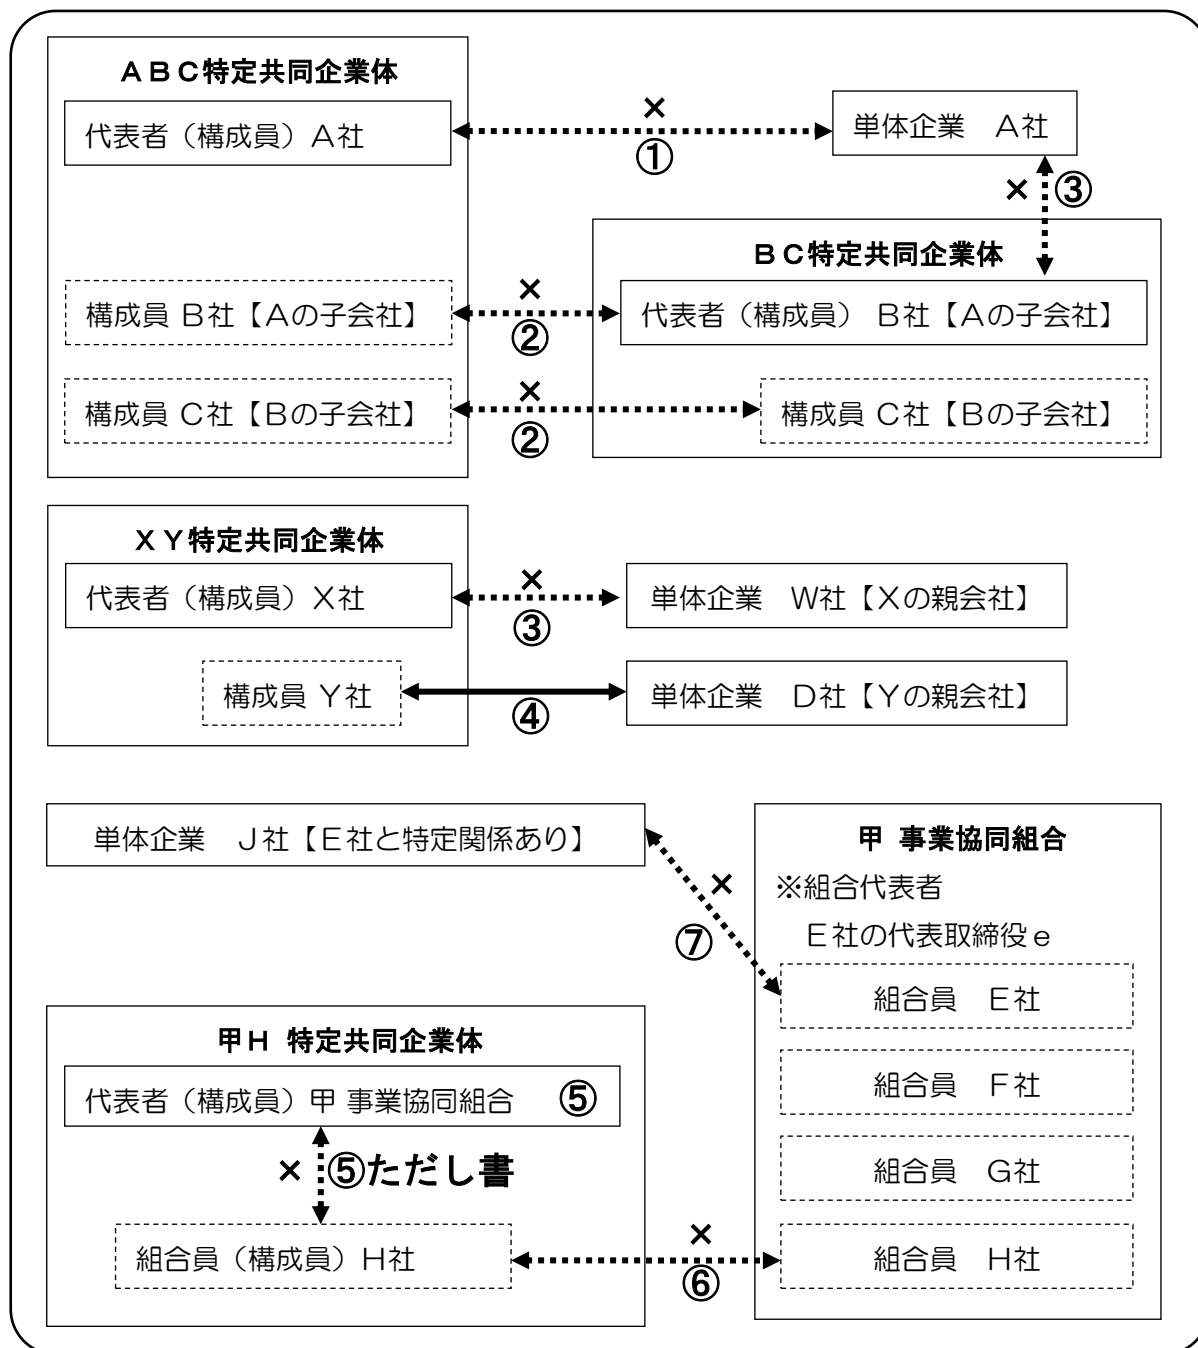 ABC特定共同企業体
代表者（構成員）A社
×
①
単体企業　A社
×
③
BC特定共同企業体
構成員 B社【Aの子会社】
×
②
代表者（構成員） B社【Aの子会社】
構成員 C社【Bの子会社】
×
②
構成員 C社【Bの子会社】
XY特定共同企業体
代表者（構成員）X社
×
③
単体企業　W社【Xの親会社】
構成員 Y社
④
単体企業　D社【Yの親会社】
単体企業　J社【E社と特定関係あり】
×
⑦
甲 事業協同組合
※組合代表者
E社の代表取締役e
組合員　E社
組合員　F社
組合員　G社
組合員　H社
甲H 特定共同企業体
代表者（構成員）甲 事業協同組合　⑤
×
⑤ただし書
組合員（構成員）H社
×
⑥